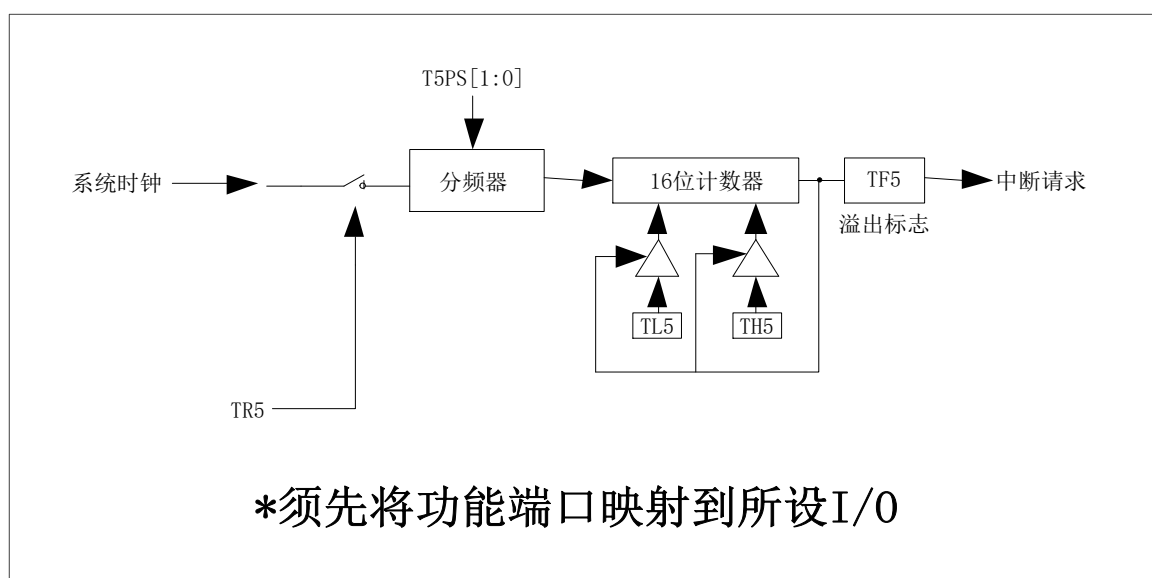 T5PS[1:0]
系统时钟
分频器
16位计数器
TF5
中断请求
溢出标志
TL5
TH5
TR5
*须先将功能端口映射到所设I/O